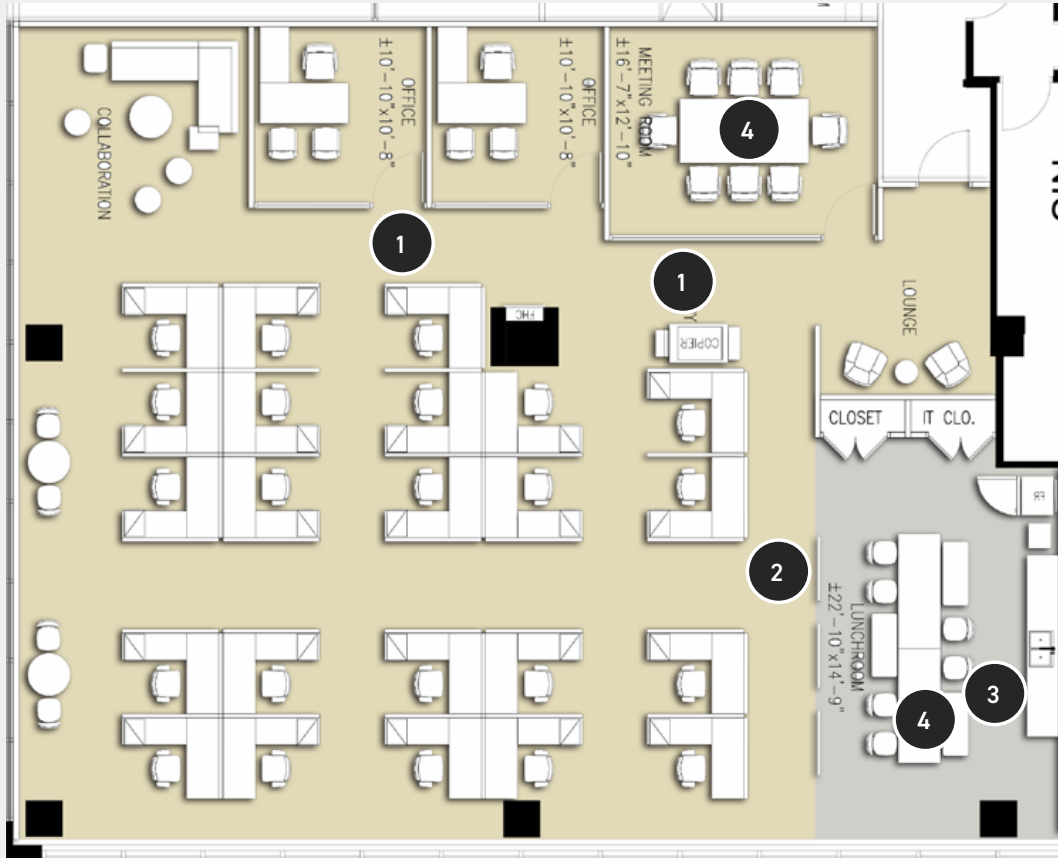 COLLABORATION
OFFICE
±10'-10"x10'-8"
OFFICE
±10'-10"x10'-8"
MEETING ROOM
±16'-7"x12'-10"
4
1
1
FHC
COPIER
LOUNGE
CLOSET
IT CLO.
2
LUNCHROOM
±22'-10"x14'-9"
3
4